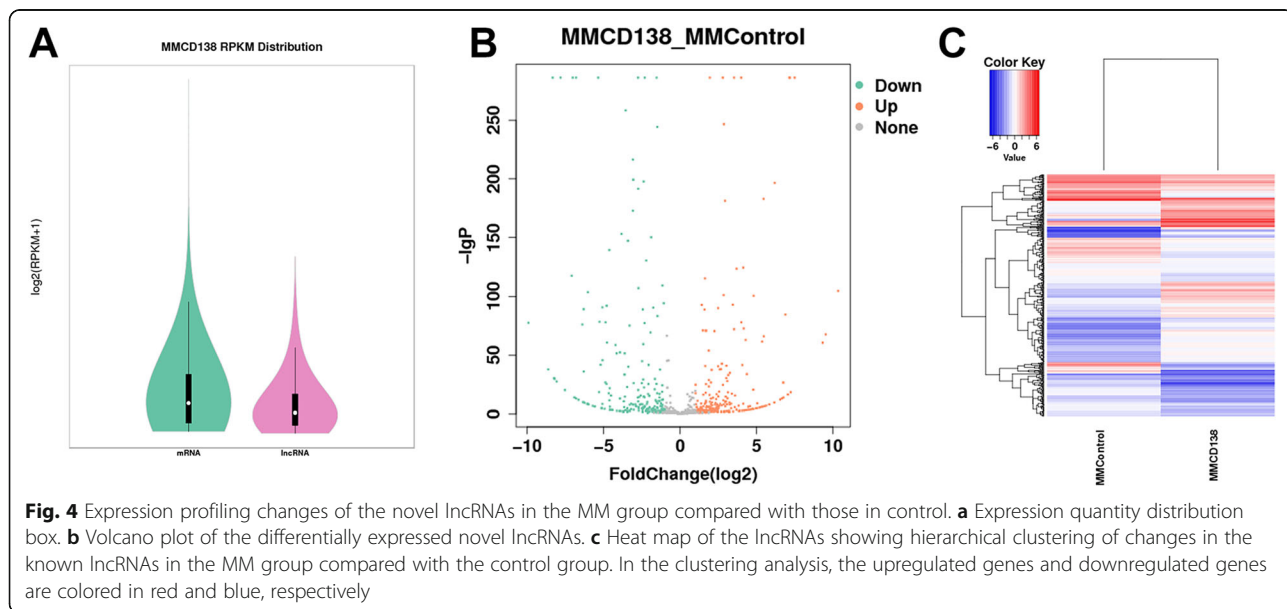 A
MMCD138 RPKM Distribution
log2(RPKM+1)
mRNA
lncRNA
B
MMCD138_MMControl
-lgP
250
200
150
100
50
0
-10
-5
0
5
10
FoldChange(log2)
Down
Up
None
C
Color Key
-6 0 6
Value
MMControl
MMCD138
Fig. 4 Expression profiling changes of the novel lncRNAs in the MM group compared with those in control. a Expression quantity distribution
box. b Volcano plot of the differentially expressed novel lncRNAs. c Heat map of the lncRNAs showing hierarchical clustering of changes in the
known lncRNAs in the MM group compared with the control group. In the clustering analysis, the upregulated genes and downregulated genes
are colored in red and blue, respectively